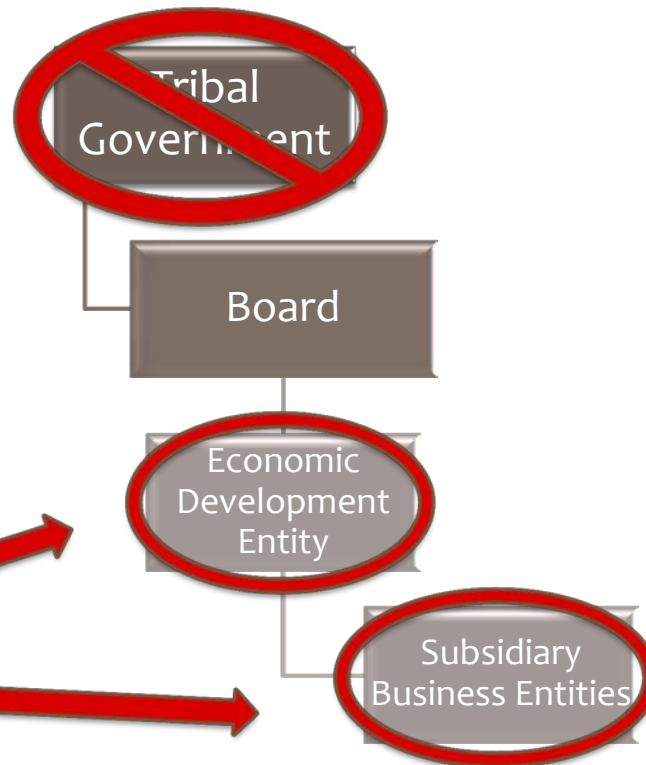 Tribal
Government
Board
Economic
Development
Entity
Subsidiary
Business Entities